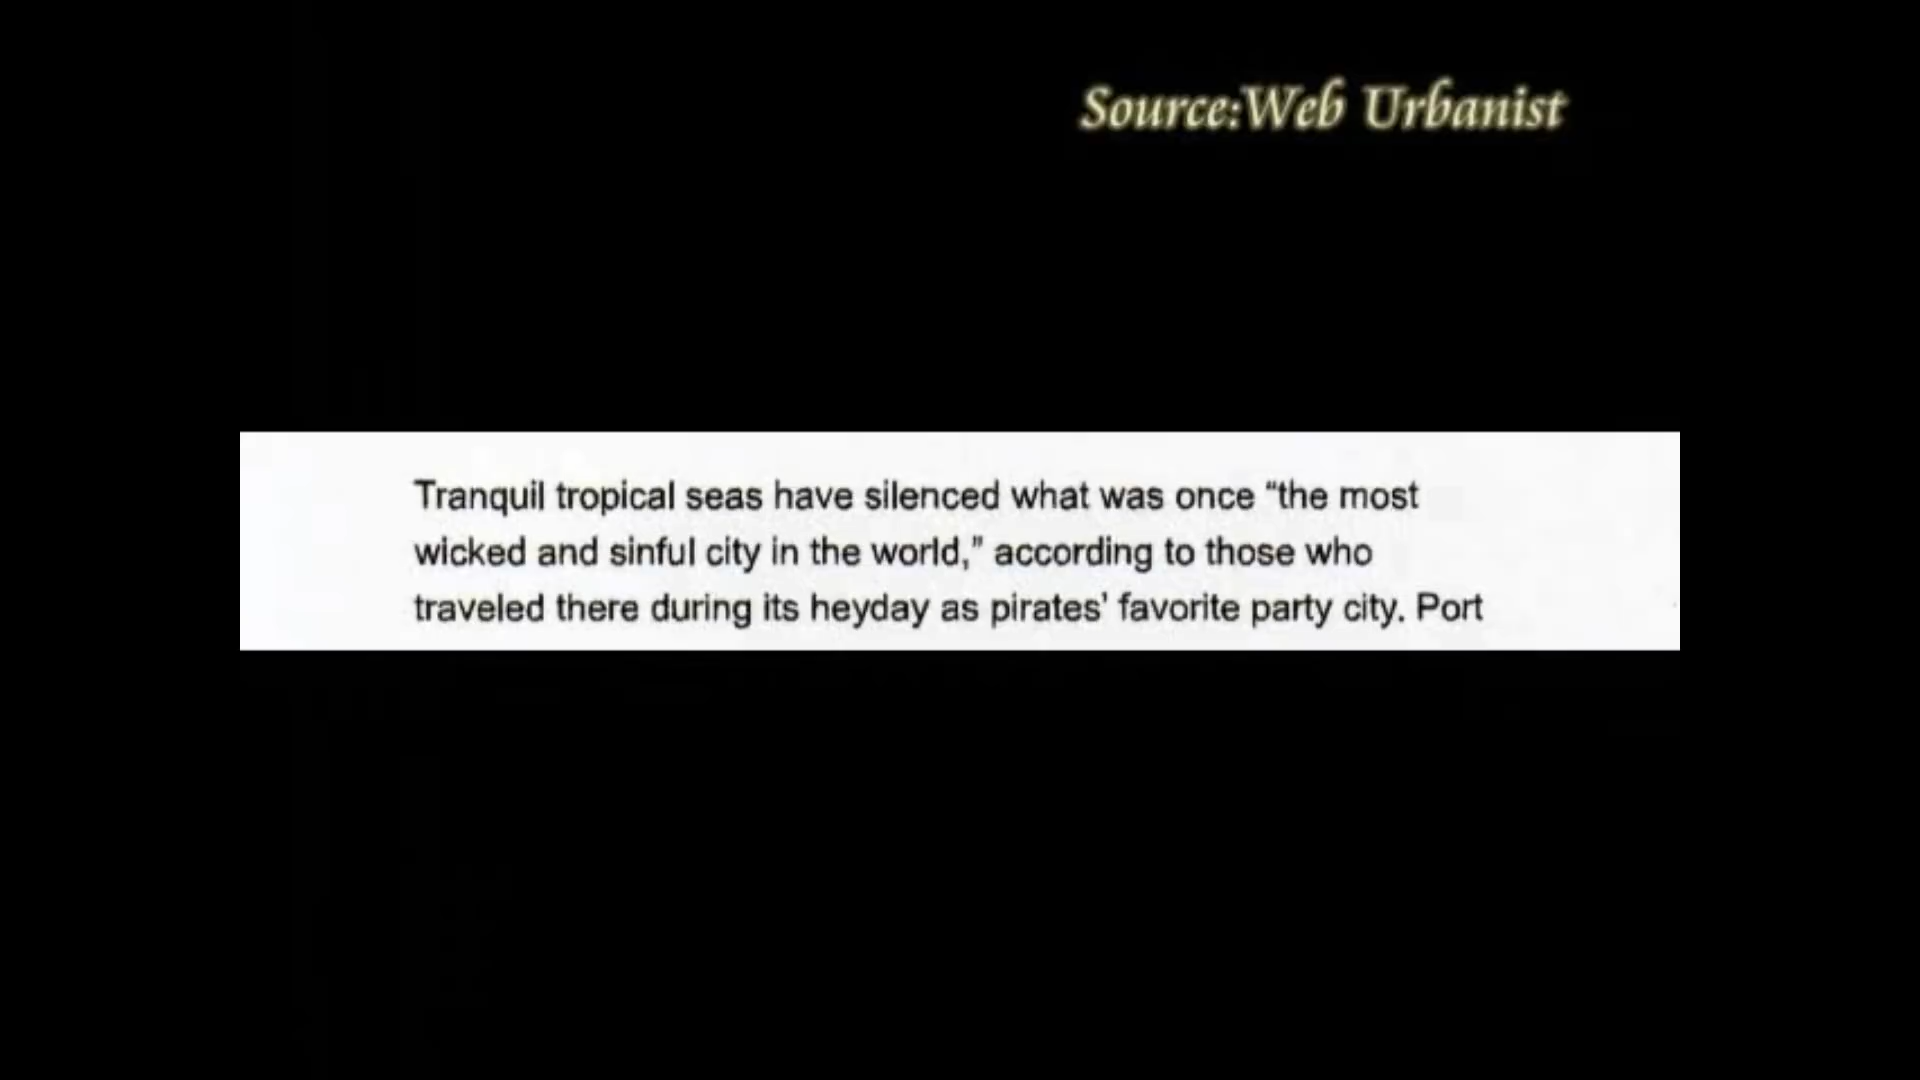 Source:Web Urbanist
Tranquil tropical seas have silenced what was once “the most
wicked and sinful city in the world,” according to those who
traveled there during its heyday as pirates’ favorite party city. Port